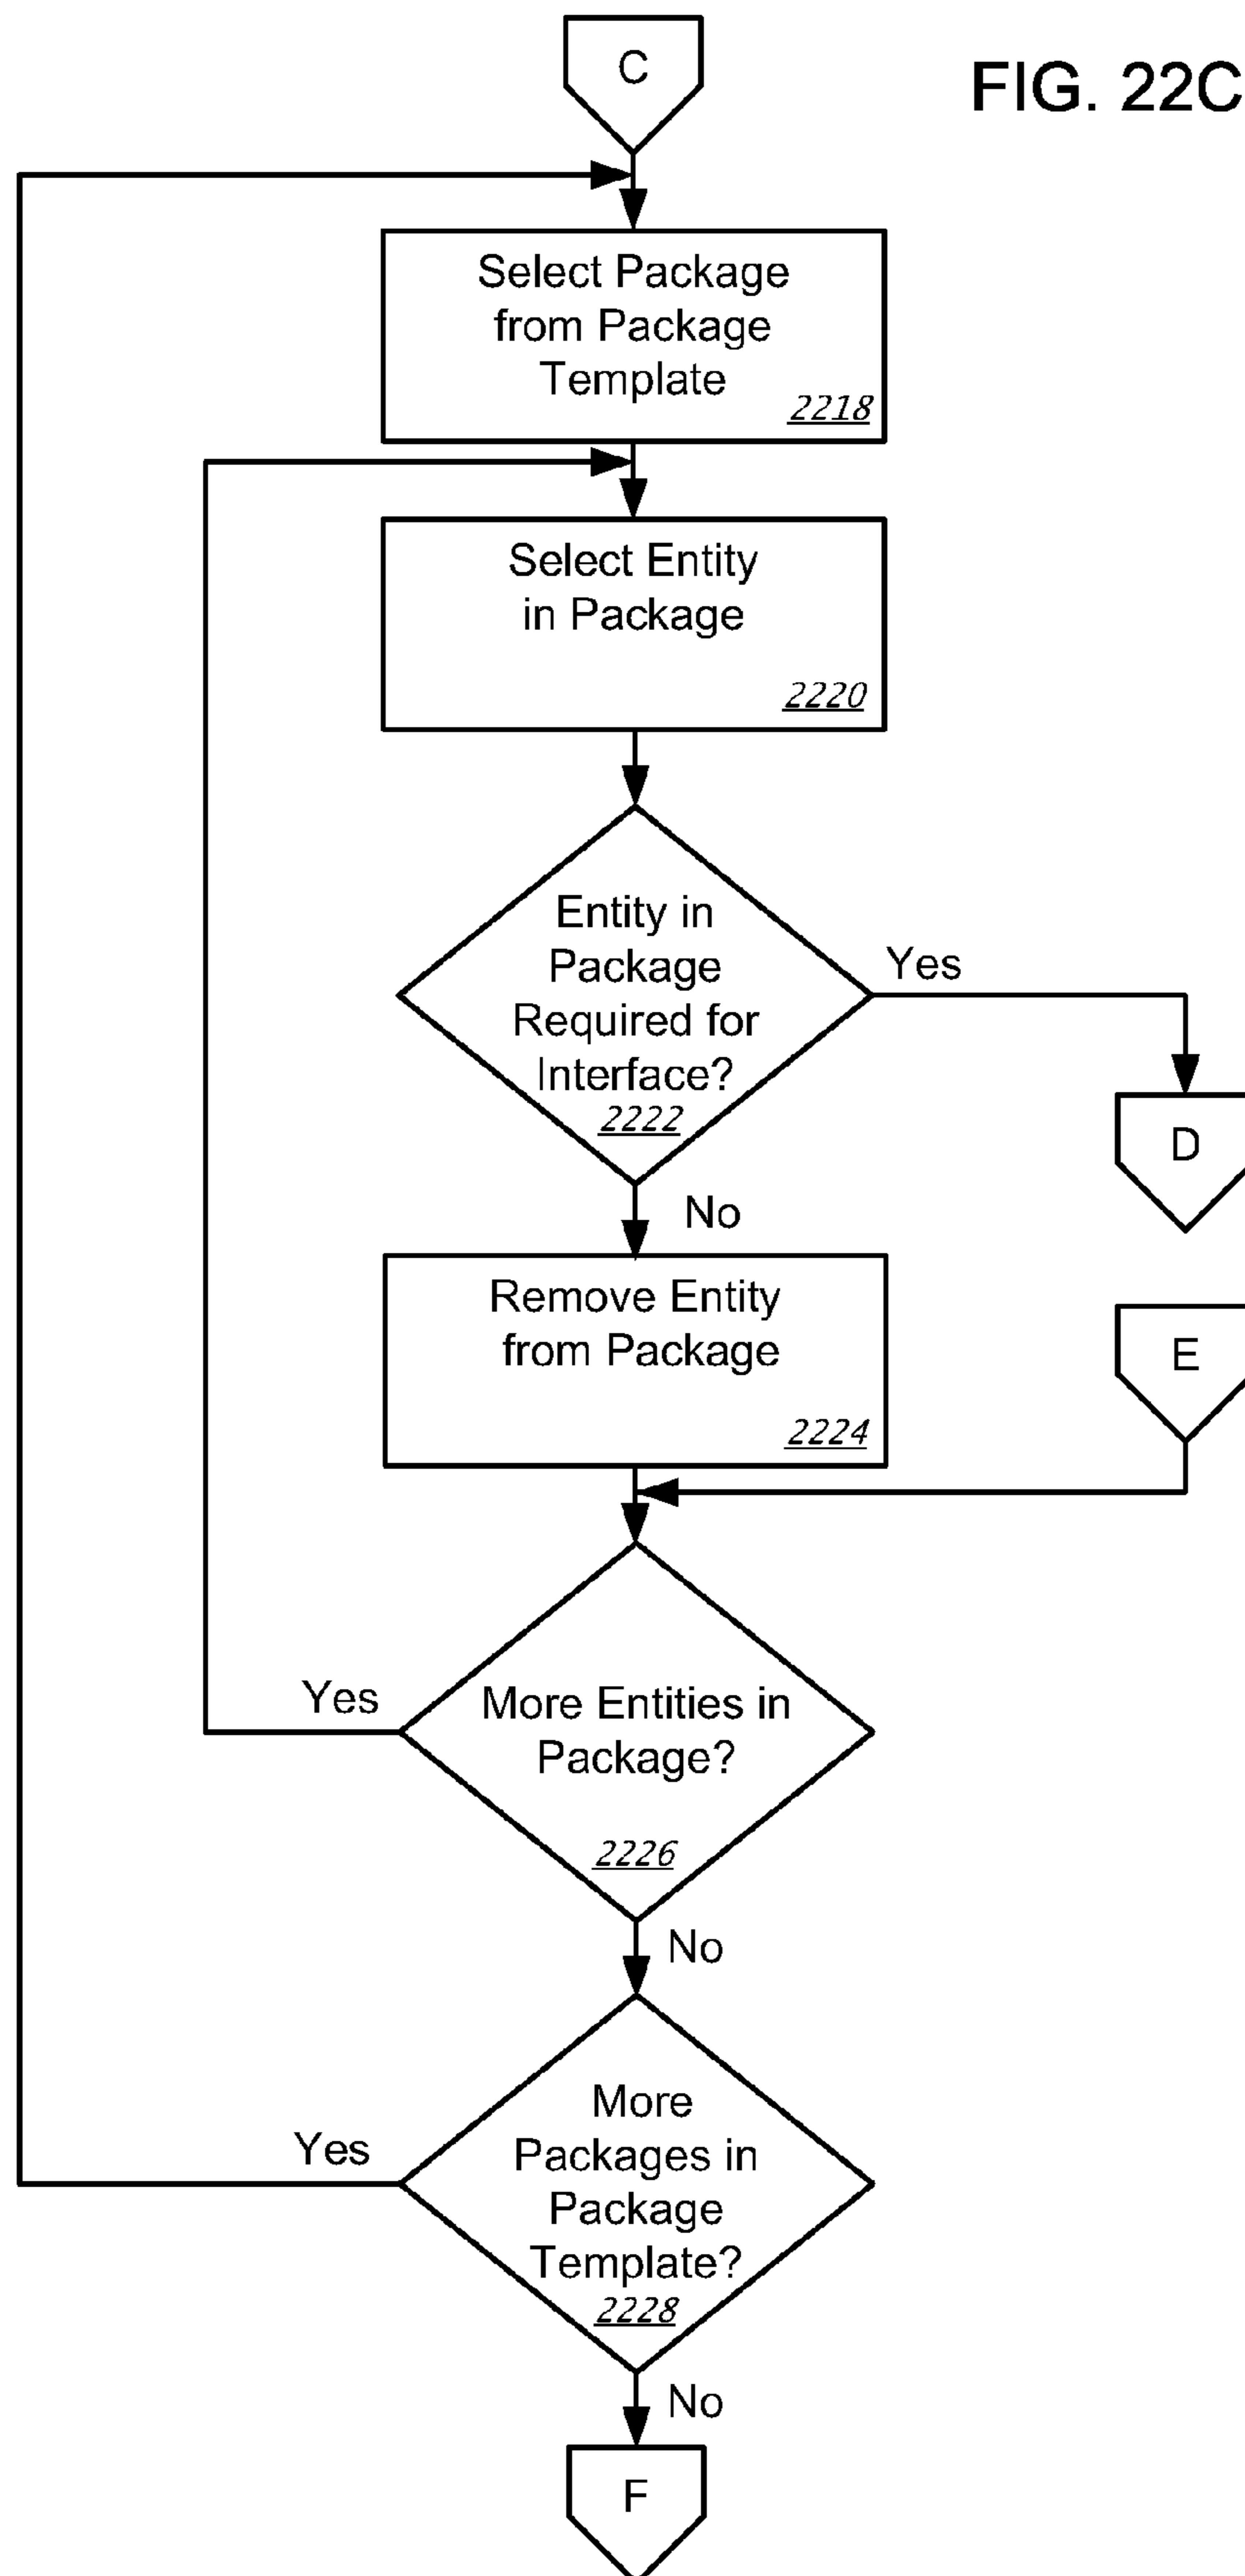 C
FIG. 22C
Select Package
from Package
Template
2218
Select Entity
in Package
2220
Entity in
Package
Required for
Interface?
2222
Yes
D
No
Remove Entity
from Package
2224
E
Yes
More Entities in
Package?
2226
No
Yes
More
Packages in
Package
Template?
2228
No
F